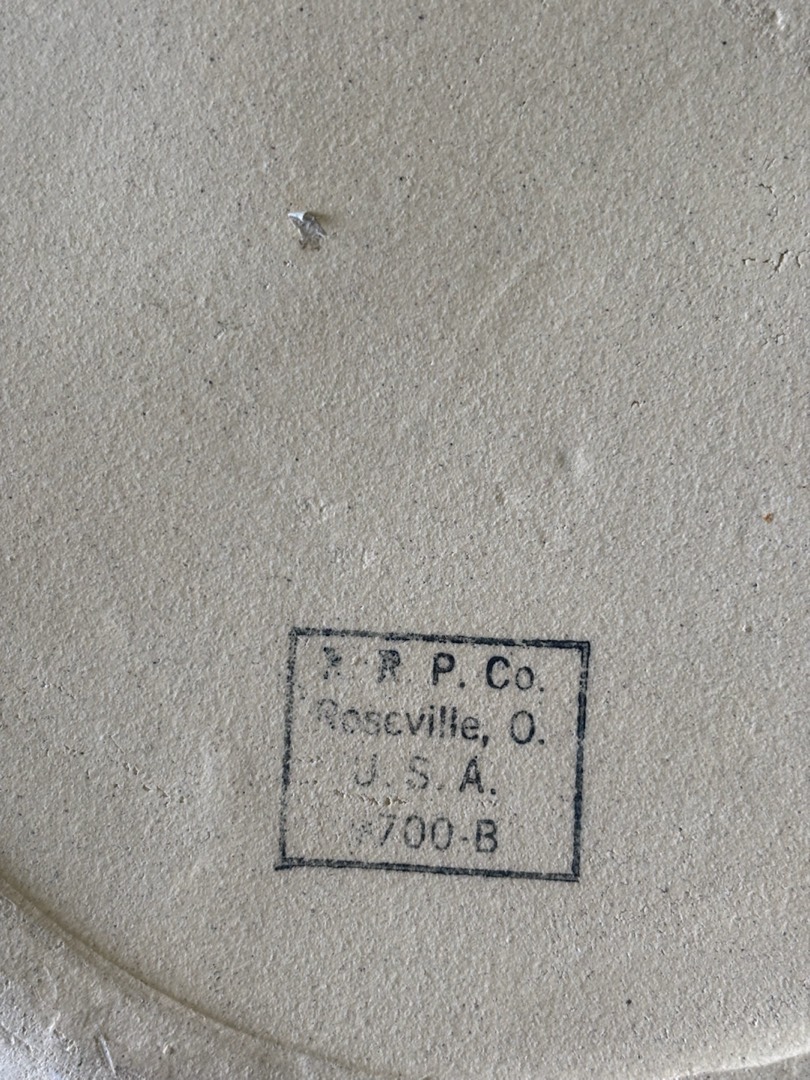 R. R. P. Co.
Roseville, O.
U. S. A.
#700-B